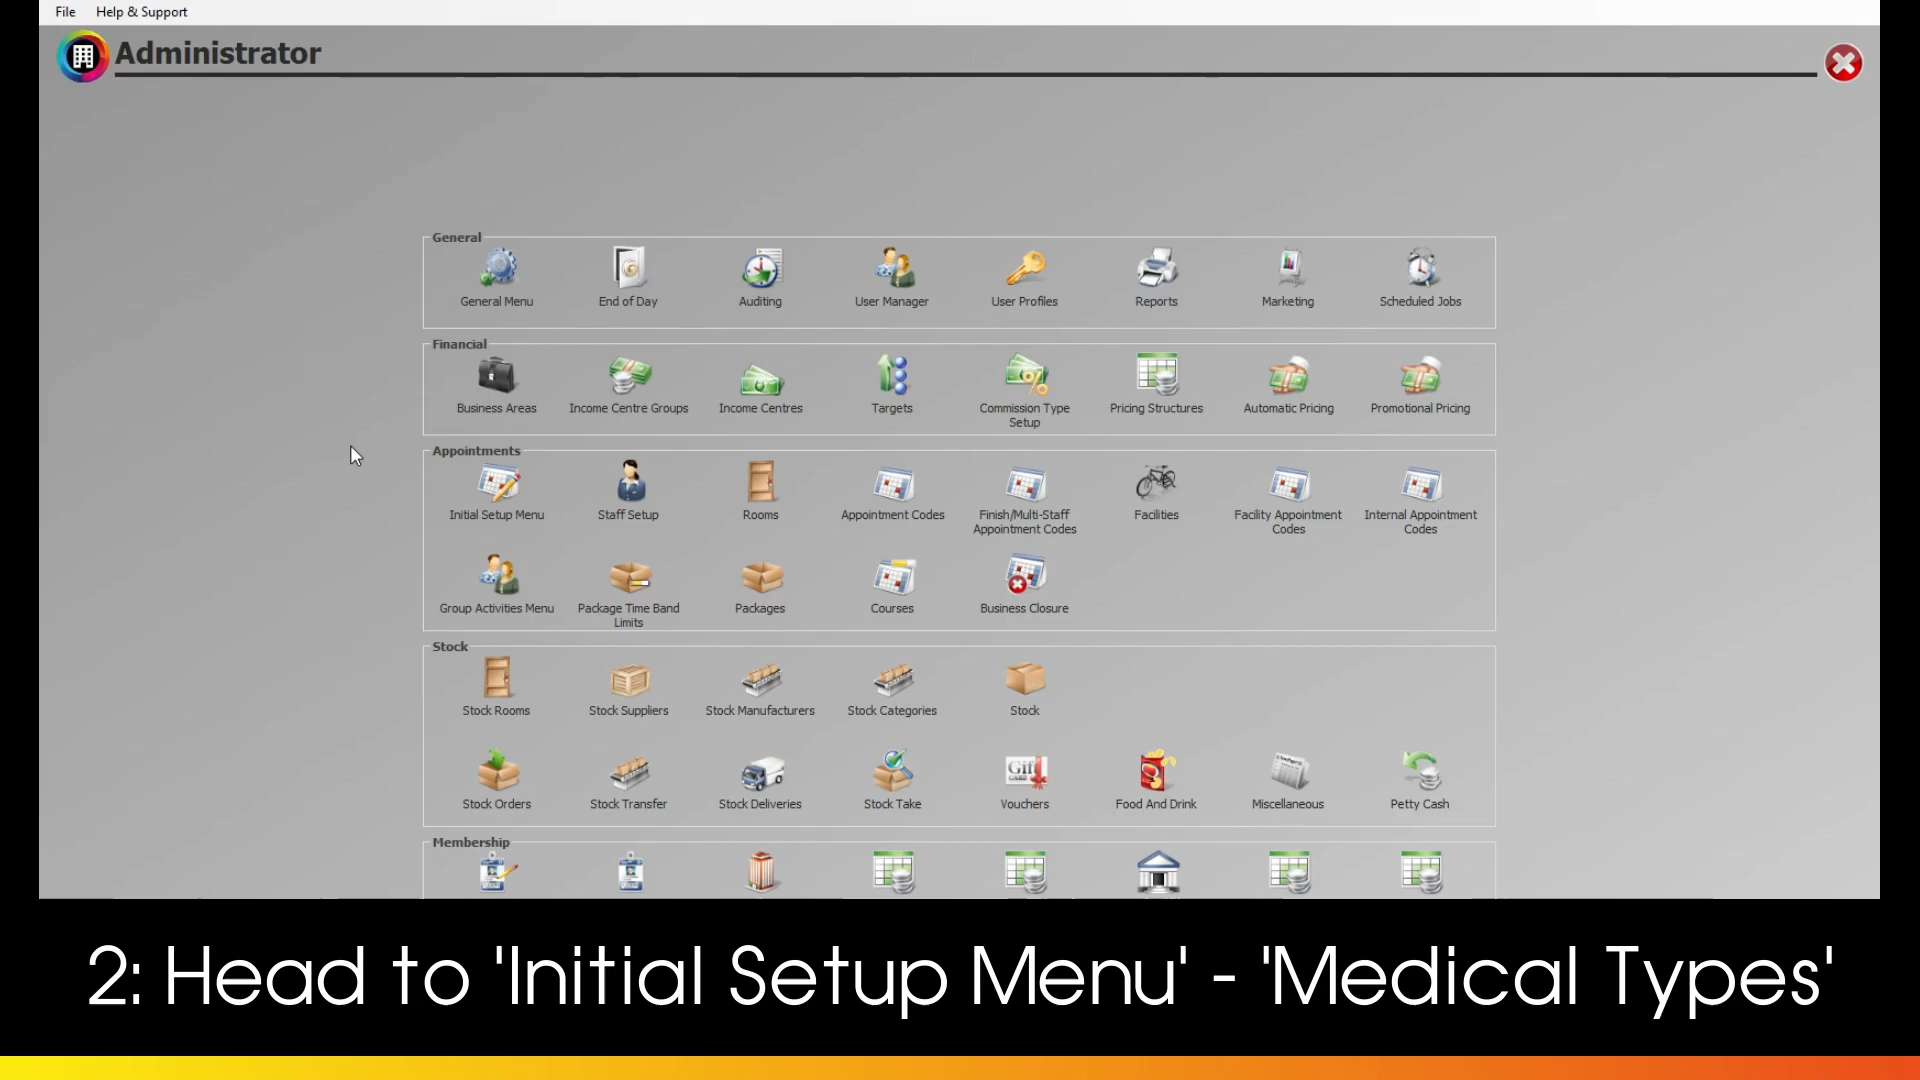 File Help & Support
Administrator
General
General Menu End of Day Auditing User Manager User Profiles Reports Marketing Scheduled Jobs
Financial
Business Areas Income Centre Groups Income Centres Targets Commission Type Pricing Structures Automatic Pricing Promotional Pricing
Setup
Appointments
Initial Setup Menu Staff Setup Rooms Appointment Codes Finish/Multi-Staff Facilities Facility Appointment Internal Appointment
Appointment Codes Codes Codes
Group Activities Menu Package Time Band Packages Courses Business Closure
Limits
Stock
Stock Rooms Stock Suppliers Stock Manufacturers Stock Categories Stock
Gift
CARD
Stock Orders Stock Transfer Stock Deliveries Stock Take Vouchers Food And Drink Miscellaneous Petty Cash
Membership
2: Head to 'Initial Setup Menu' - 'Medical Types'